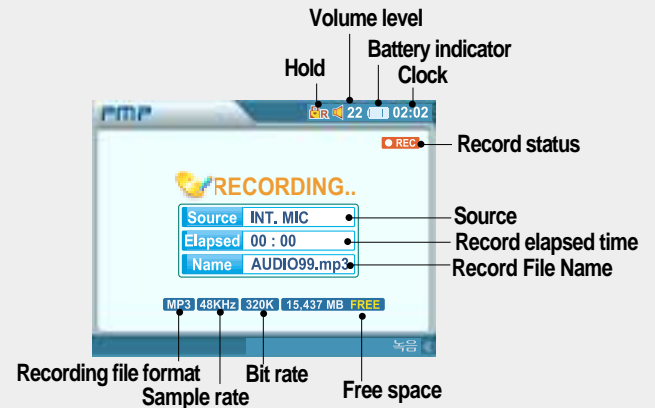 Volume level
Battery indicator
Hold
Clock
PMP
R 22 02:02
REC
Record status
RECORDING..
Source INT. MIC
Source
Elapsed 00 : 00
Record elapsed time
Name AUDIO99.mp3
Record File Name
MP3 48KHz 320K 15,437 MB FREE
녹음
Recording file format
Bit rate
Sample rate
Free space